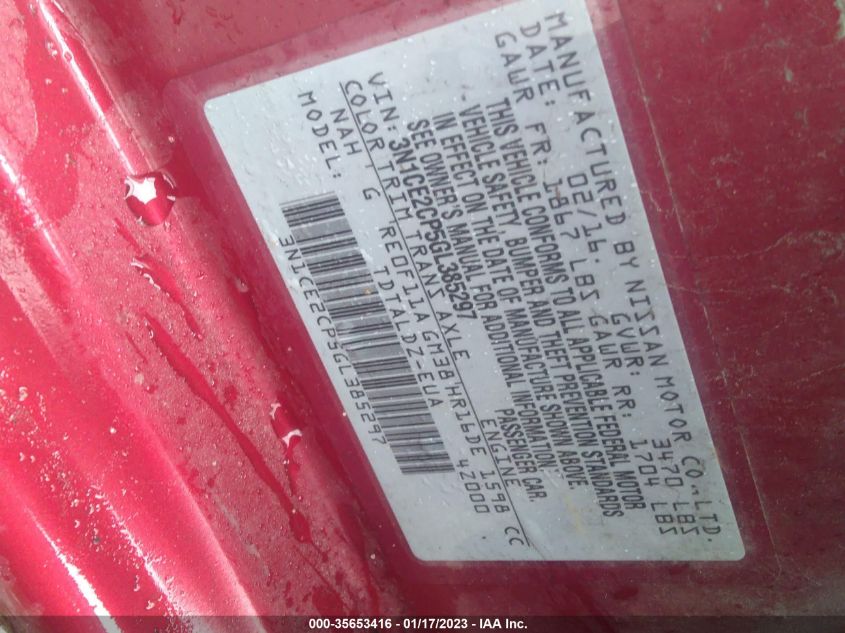 MANUFACTURED BY NISSAN MOTOR CO.,LTD.
DATE: 02/16. GVWR: 3470 LBS
GAWR FR: 1867 LBS GAWR RR: 1704 LBS
THIS VEHICLE CONFORMS TO ALL APPLICABLE FEDERAL MOTOR
VEHICLE SAFETY, BUMPER AND THEFT PREVENTION STANDARDS
IN EFFECT ON THE DATE OF MANUFACTURE SHOWN ABOVE.
SEE OWNER'S MANUAL FOR ADDITIONAL INFORMATION:
VIN: 3N1CE2CP5GL385297 PASSENGER CAR.
COLOR TRIM TRANS AXLE ENGINE
NAH G RE0F11A GM38 HR16DE 1598 CC
MODEL: TDTALDZ-EUA 42000
3N1CE2CP5GL385297
000-35653416 - 01/17/2023 - IAA Inc.